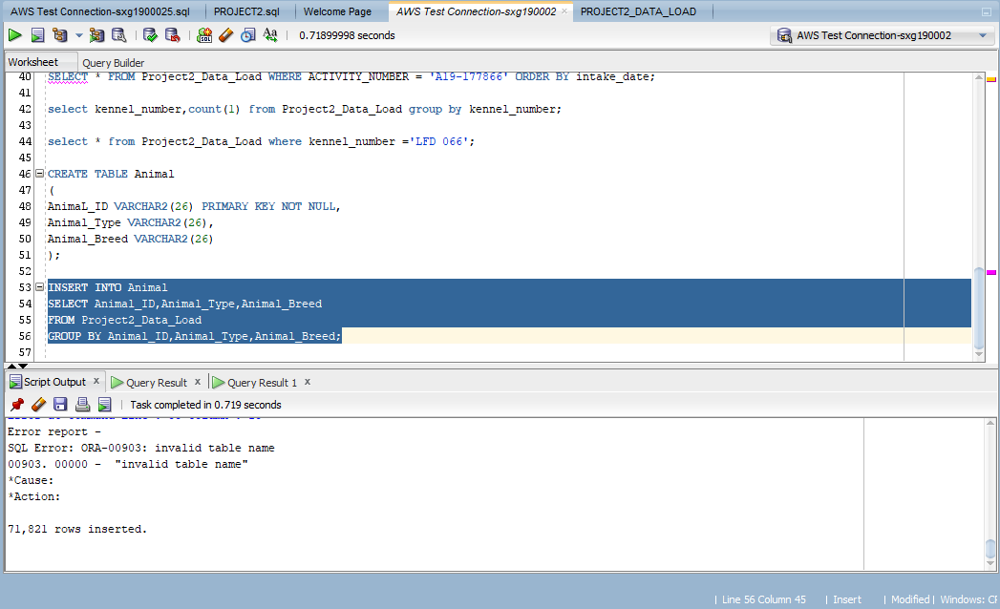 AWS Test Connection-sxg1900025.sql PROJECT2.sql Welcome Page AWS Test Connection-sxg190002 PROJECT2_DATA_LOAD
0.71899998 seconds AWS Test Connection-sxg190002
Worksheet Query Builder
40 SELECT * FROM Project2_Data_Load WHERE ACTIVITY_NUMBER = 'A19-177866' ORDER BY intake_date;
41
42 select kennel_number,count(1) from Project2_Data_Load group by kennel_number;
43
44 select * from Project2_Data_Load where kennel_number ='LFD 066';
45
46 CREATE TABLE Animal
47 (
48 AnimaL_ID VARCHAR2(26) PRIMARY KEY NOT NULL,
49 Animal_Type VARCHAR2(26),
50 Animal_Breed VARCHAR2(26)
51 );
52
53 INSERT INTO Animal
54 SELECT Animal_ID,Animal_Type,Animal_Breed
55 FROM Project2_Data_Load
56 GROUP BY Animal_ID,Animal_Type,Animal_Breed;
57
Script Output x Query Result x Query Result 1 x
Task completed in 0.719 seconds
Error report -
SQL Error: ORA-00903: invalid table name
00903. 00000 - "invalid table name"
*Cause:
*Action:
71,821 rows inserted.
| Line 56 Column 45 | Insert | Modified | Windows: